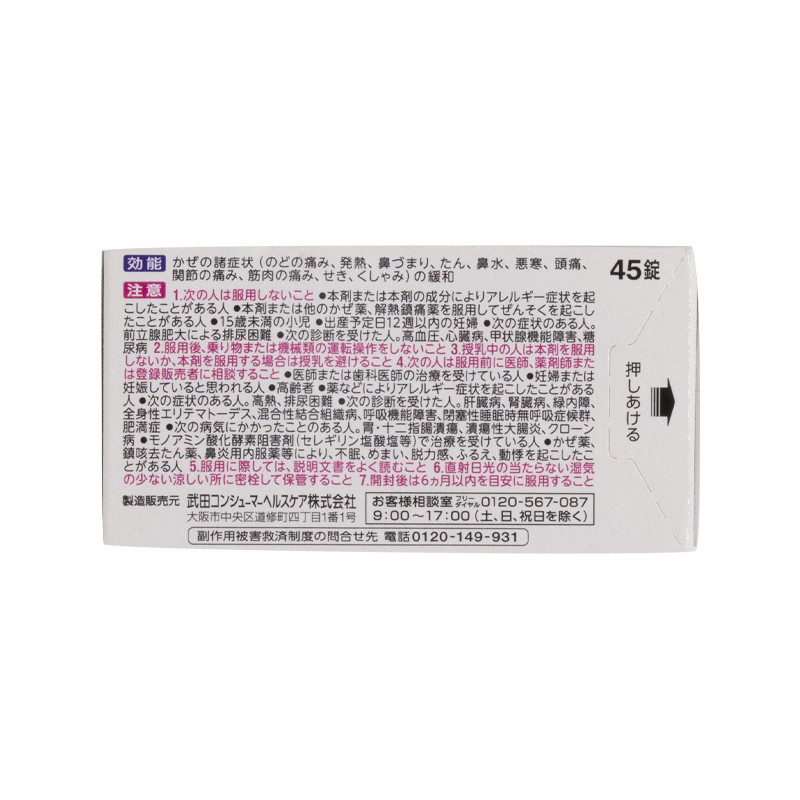 効能 かぜの諸症状（のどの痛み、発熱、鼻づまり、たん、鼻水、悪寒、頭痛、
関節の痛み、筋肉の痛み、せき、くしゃみ）の緩和
45錠
注意 1.次の人は服用しないこと ●本剤または本剤の成分によりアレルギー症状を起
こしたことがある人 ●本剤または他のかぜ薬、解熱鎮痛薬を服用してぜんそくを起こし
たことがある人 ●15歳未満の小児 ●出産予定日12週以内の妊婦 ●次の症状のある人。
前立腺肥大による排尿困難 ●次の診断を受けた人。高血圧、心臓病、甲状腺機能障害、糖
尿病 2.服用後、乗り物または機械類の運転操作をしないこと 3.授乳中の人は本剤を服用
しないか、本剤を服用する場合は授乳を避けること 4.次の人は服用前に医師、薬剤師また
は登録販売者に相談すること ●医師または歯科医師の治療を受けている人 ●妊婦または
妊娠していると思われる人 ●高齢者 ●薬などによりアレルギー症状を起こしたことがある
人 ●次の症状のある人。高熱、排尿困難 ●次の診断を受けた人。肝臓病、腎臓病、緑内障、
全身性エリテマトーデス、混合性結合組織病、呼吸機能障害、閉塞性睡眠時無呼吸症候群、
肥満症 ●次の病気にかかったことのある人。胃・十二指腸潰瘍、潰瘍性大腸炎、クローン
病 ●モノアミン酸化酵素阻害剤（セレギリン塩酸塩等）で治療を受けている人 ●かぜ薬、
鎮咳去たん薬、鼻炎用内服薬等により、不眠、めまい、脱力感、ふるえ、動悸を起こしたこ
とがある人 5.服用に際しては、説明文書をよく読むこと 6.直射日光の当たらない湿気
の少ない涼しい所に密栓して保管すること 7.開封後は6ヵ月以内を目安に服用すること
製造販売元 武田コンシューマーヘルスケア株式会社
大阪市中央区道修町四丁目1番1号
お客様相談室 フリーダイヤル 0120-567-087
9:00〜17:00（土、日、祝日を除く）
副作用被害救済制度の問合せ先 電話0120-149-931
押しあける